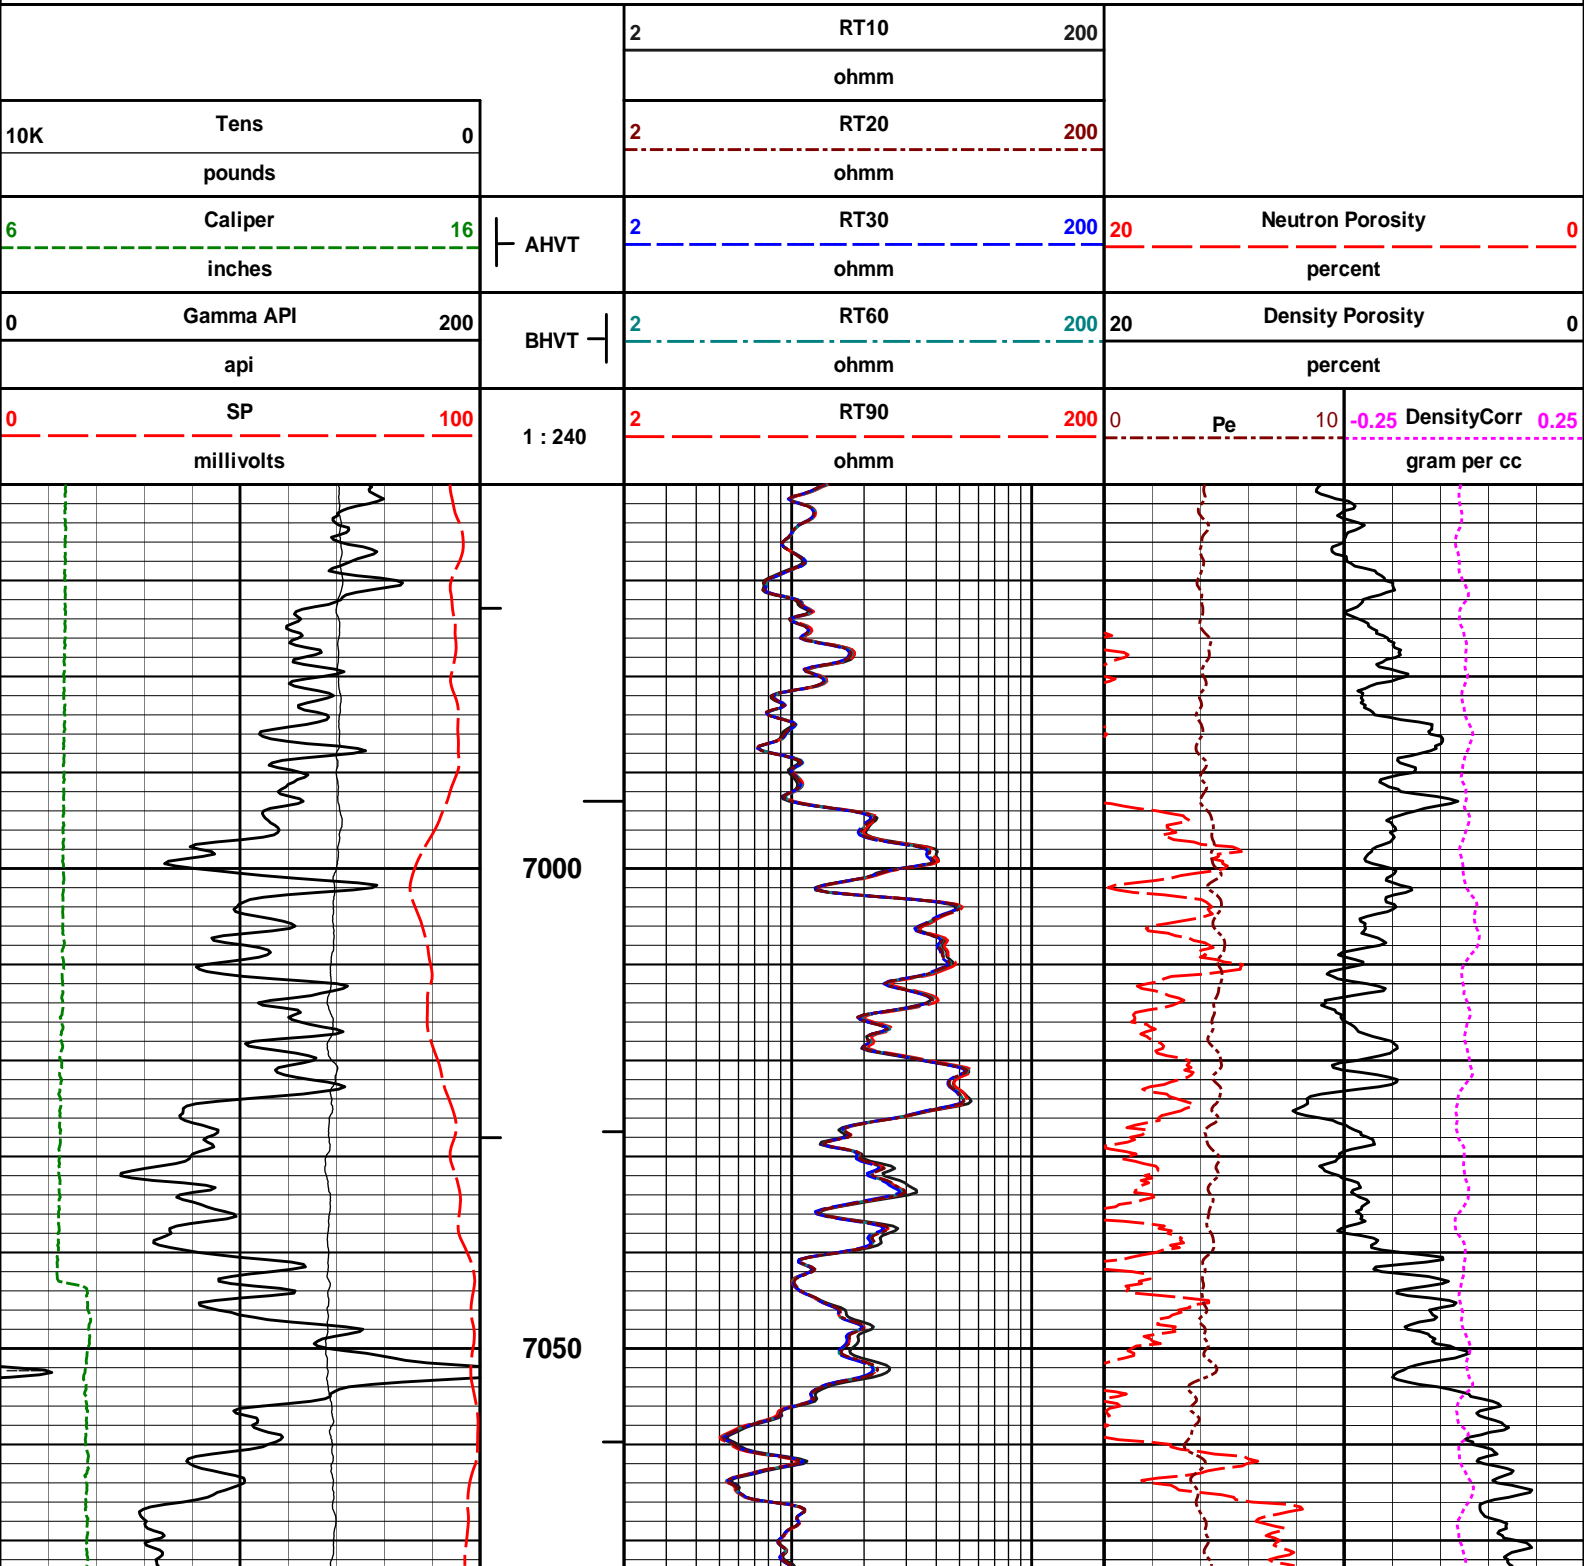 2 RT10 200
ohmm
10K Tens 0
pounds
2 RT20 200
ohmm
6 Caliper 16
inches
AHVT
2 RT30 200
ohmm
20 Neutron Porosity 0
percent
0 Gamma API 200
api
BHVT
2 RT60 200
ohmm
20 Density Porosity 0
percent
0 SP 100
millivolts
1 : 240
2 RT90 200
ohmm
0 Pe 10
-0.25 DensityCorr 0.25
gram per cc
7000
7050